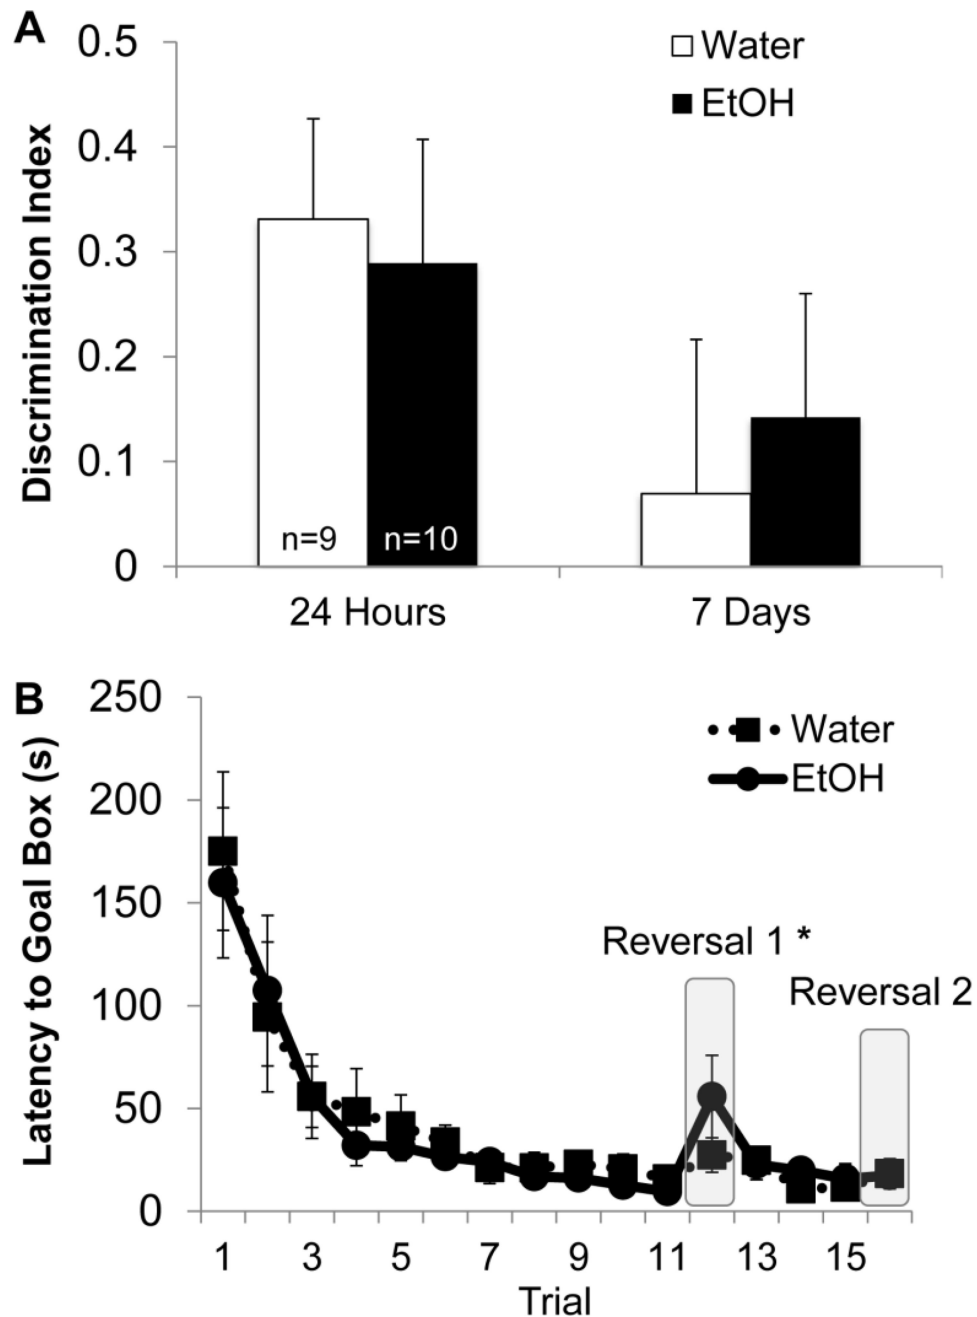 A
0.5
Water
EtOH
0.4
0.3
0.2
0.1
0
Discrimination Index
n=9
n=10
24 Hours
7 Days
B
250
Water
EtOH
200
150
100
50
0
Latency to Goal Box (s)
Reversal 1 *
Reversal 2
1 3 5 7 9 11 13 15
Trial